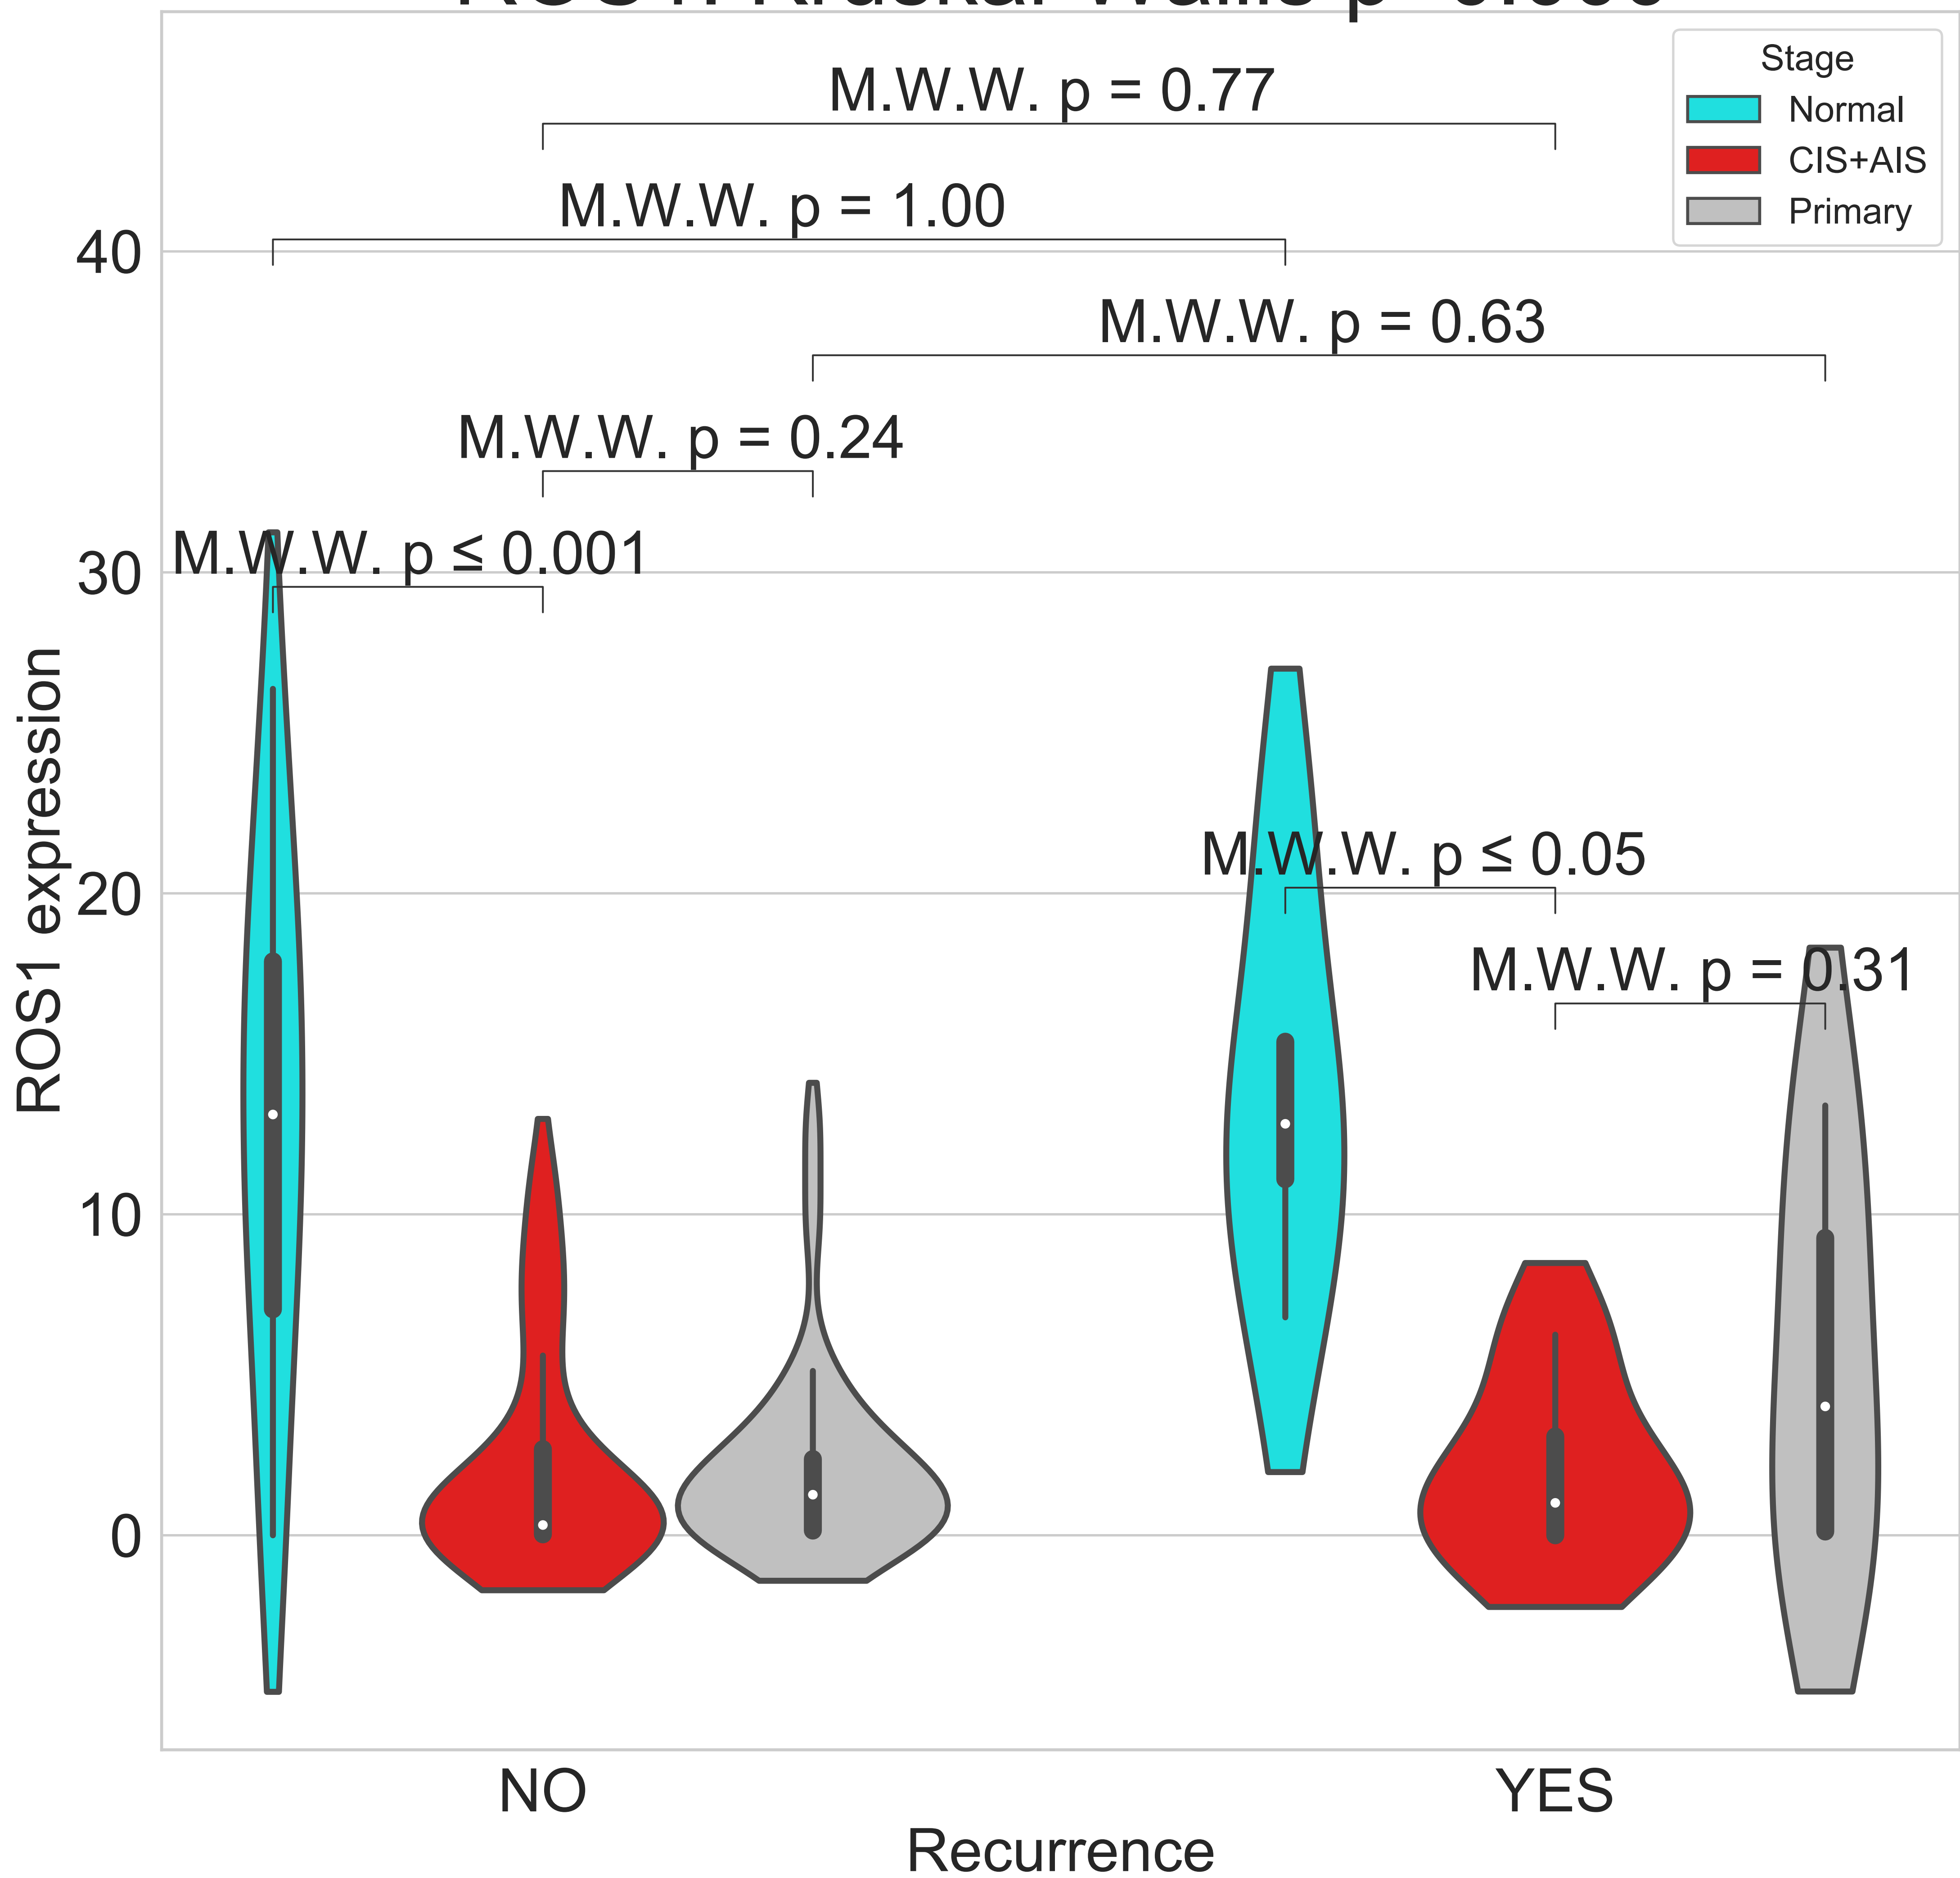 Stage
Normal
CIS+AIS
Primary
M.W.W. p = 0.77
M.W.W. p = 1.00
M.W.W. p = 0.63
M.W.W. p = 0.24
M.W.W. p ≤ 0.001
M.W.W. p ≤ 0.05
M.W.W. p = 0.31
40
30
20
10
0
ROS1 expression
NO
YES
Recurrence